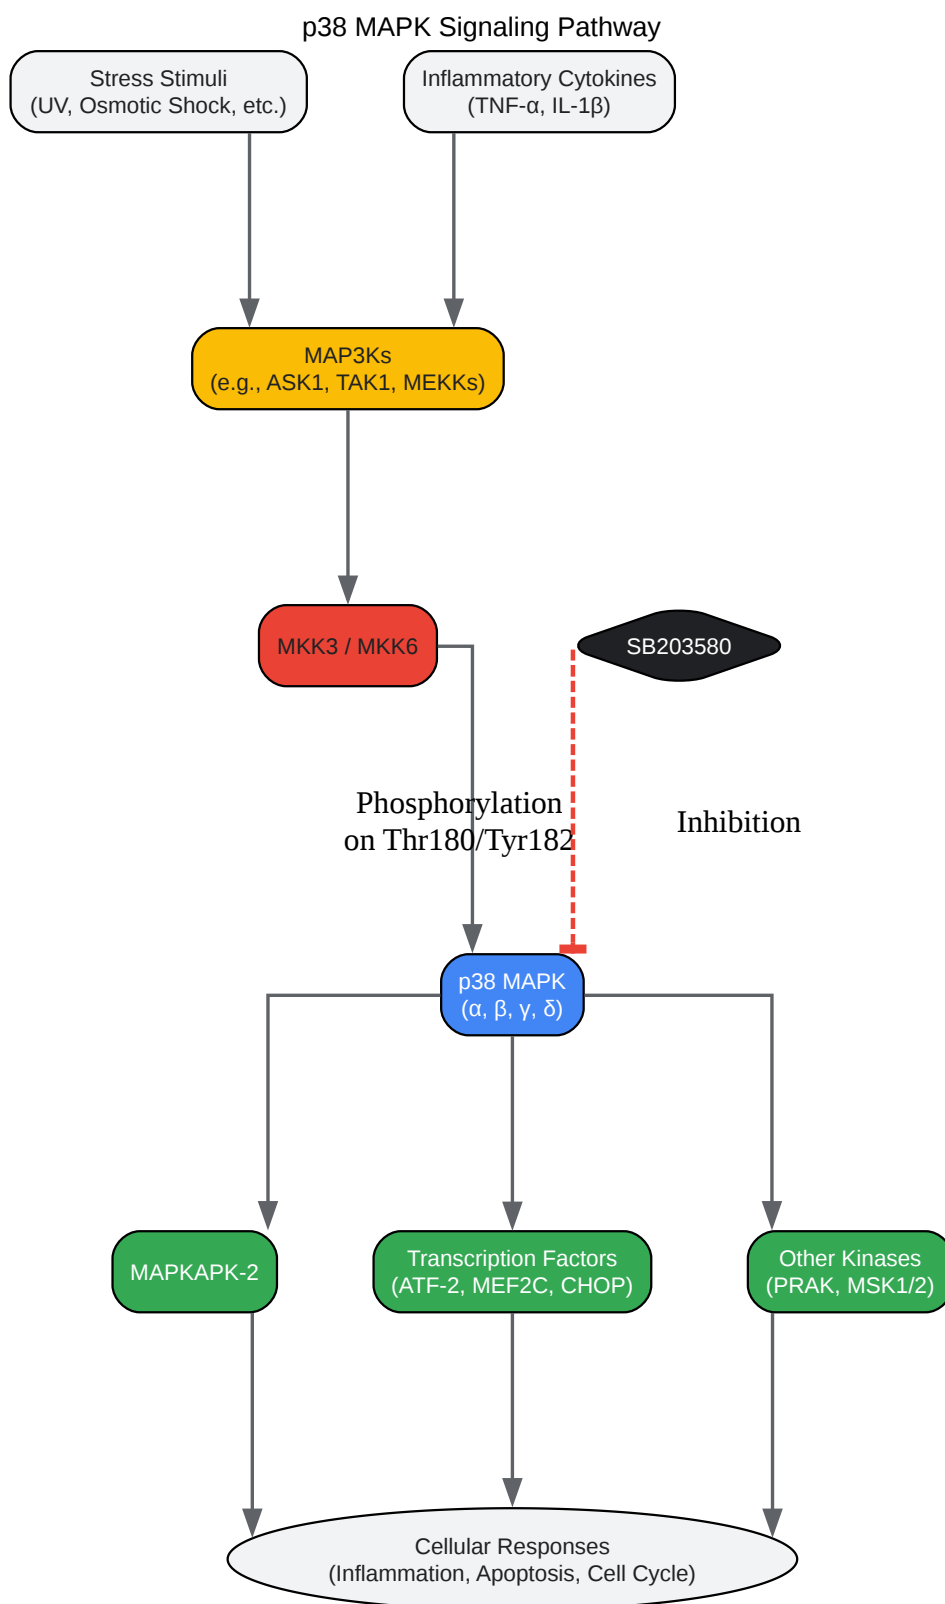 p38 MAPK Signaling Pathway
Stress Stimuli
(UV, Osmotic Shock, etc.)
Inflammatory Cytokines
(TNF-α, IL-1β)
MAP3Ks
(e.g., ASK1, TAK1, MEKKs)
MKK3 / MKK6
SB203580
Phosphorylation
on Thr180/Tyr182
Inhibition
p38 MAPK
(α, β, γ, δ)
MAPKAPK-2
Transcription Factors
(ATF-2, MEF2C, CHOP)
Other Kinases
(PRAK, MSK1/2)
Cellular Responses
(Inflammation, Apoptosis, Cell Cycle)